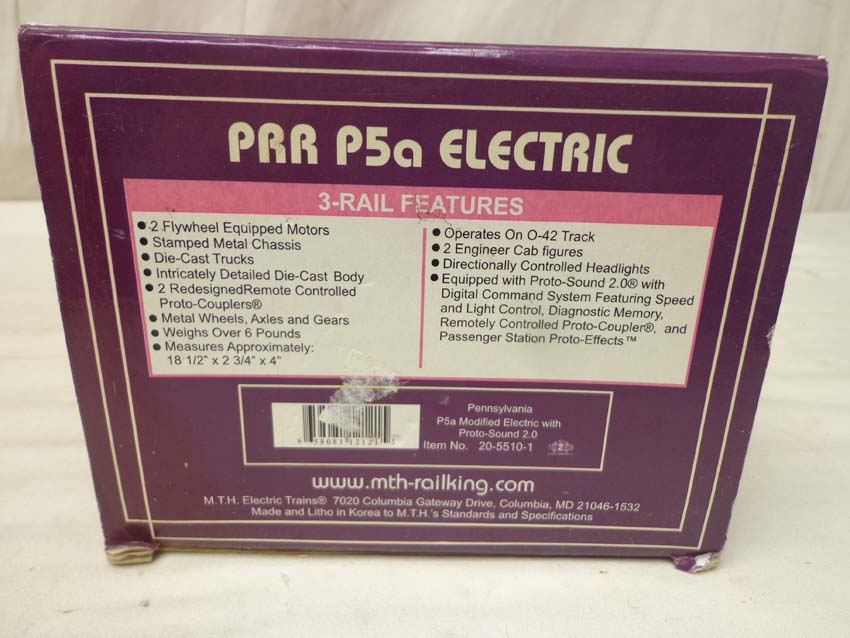 PRR P5a ELECTRIC
3-RAIL FEATURES
• 2 Flywheel Equipped Motors
• Stamped Metal Chassis
• Die-Cast Trucks
• Intricately Detailed Die-Cast Body
• 2 RedesignedRemote Controlled
Proto-Couplers®
• Metal Wheels, Axles and Gears
• Weighs Over 6 Pounds
• Measures Approximately:
18 1/2" x 2 3/4" x 4"
• Operates On O-42 Track
• 2 Engineer Cab figures
• Directionally Controlled Headlights
• Equipped with Proto-Sound 2.0® with
Digital Command System Featuring Speed
and Light Control, Diagnostic Memory,
Remotely Controlled Proto-Coupler®, and
Passenger Station Proto-Effects™
Pennsylvania
P5a Modified Electric with
Proto-Sound 2.0
Item No. 20-5510-1
www.mth-railking.com
M.T.H. Electric Trains® 7020 Columbia Gateway Drive, Columbia, MD 21046-1532
Made and Litho in Korea to M.T.H.'s Standards and Specifications